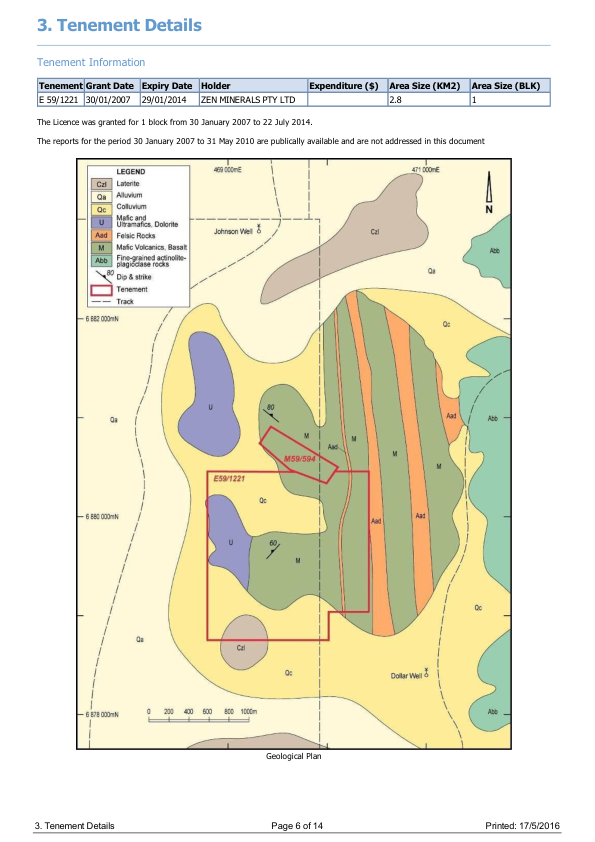 3. Tenement Details
Tenement Information
Tenement Grant Date Expiry Date Holder Expenditure ($) Area Size (KM2) Area Size (BLK)
E 59/1221 30/01/2007 29/01/2014 ZEN MINERALS PTY LTD 2.8 1
The Licence was granted for 1 block from 30 January 2007 to 22 July 2014.
The reports for the period 30 January 2007 to 31 May 2010 are publically available and are not addressed in this document
LEGEND
Czl Laterite
Qa Alluvium
Qc Colluvium
U Mafic and
Ultramafics, Dolorite
Aad Felsic Rocks
M Mafic Volcanics, Basalt
Abb Fine-grained actinolite-
plagioclase rocks
80 Dip & strike
Tenement
Track
469 000mE
471 000mE
N
Johnson Well
Czl
Abb
Qa
6 882 000mN
Qc
U
80
Qa
M
Aad
M
Aad
Abb
M59/594
M
M
E59/1221
Qc
6 880 000mN
Aad
Aad
U
60
M
Qc
Qa
Czl
Qc
Dollar Well
6 878 000mN
0 200 400 600 800 1000m
Abb
Geological Plan
3. Tenement Details Page 6 of 14 Printed: 17/5/2016